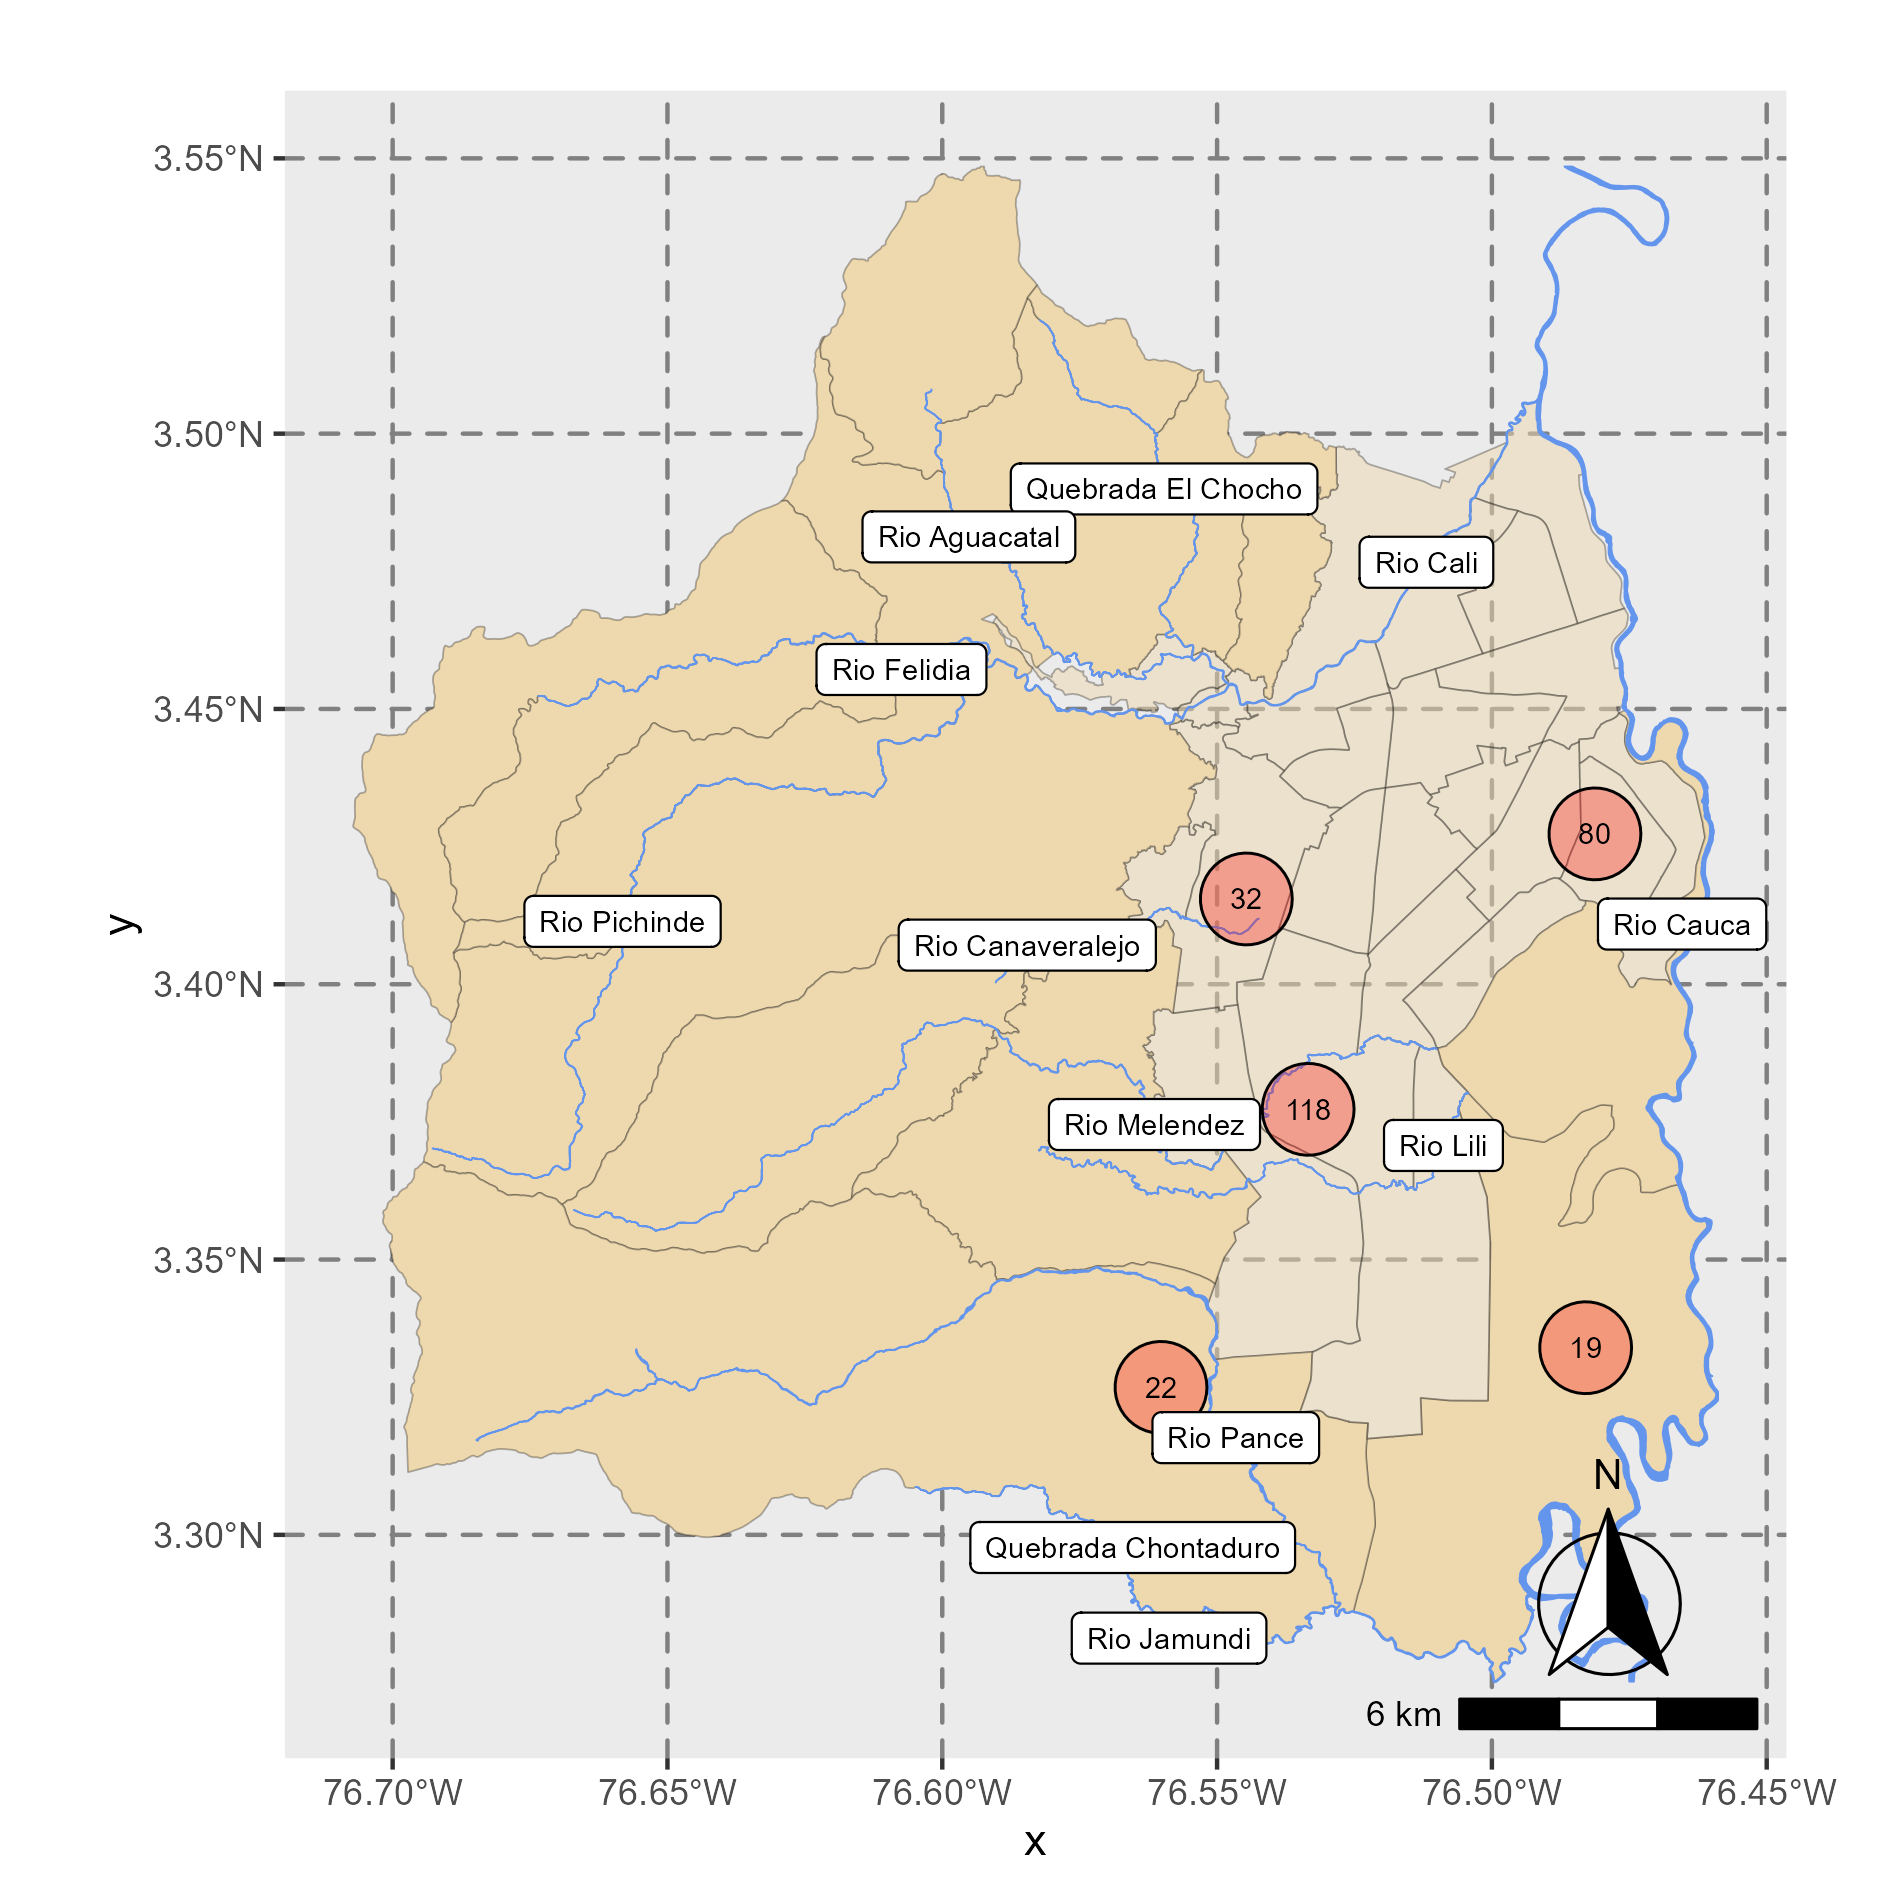 3.55°N
3.50°N
Quebrada El Chocho
Rio Aguacatal
Rio Cali
Rio Felidia
3.45°N
80
32
Rio Pichinde
Rio Canaveralejo
Rio Cauca
y
3.40°N
118
Rio Melendez
Rio Lili
3.35°N
19
22
Rio Pance
N
3.30°N
Quebrada Chontaduro
Rio Jamundi
6 km
76.70°W 76.65°W 76.60°W 76.55°W 76.50°W 76.45°W
x